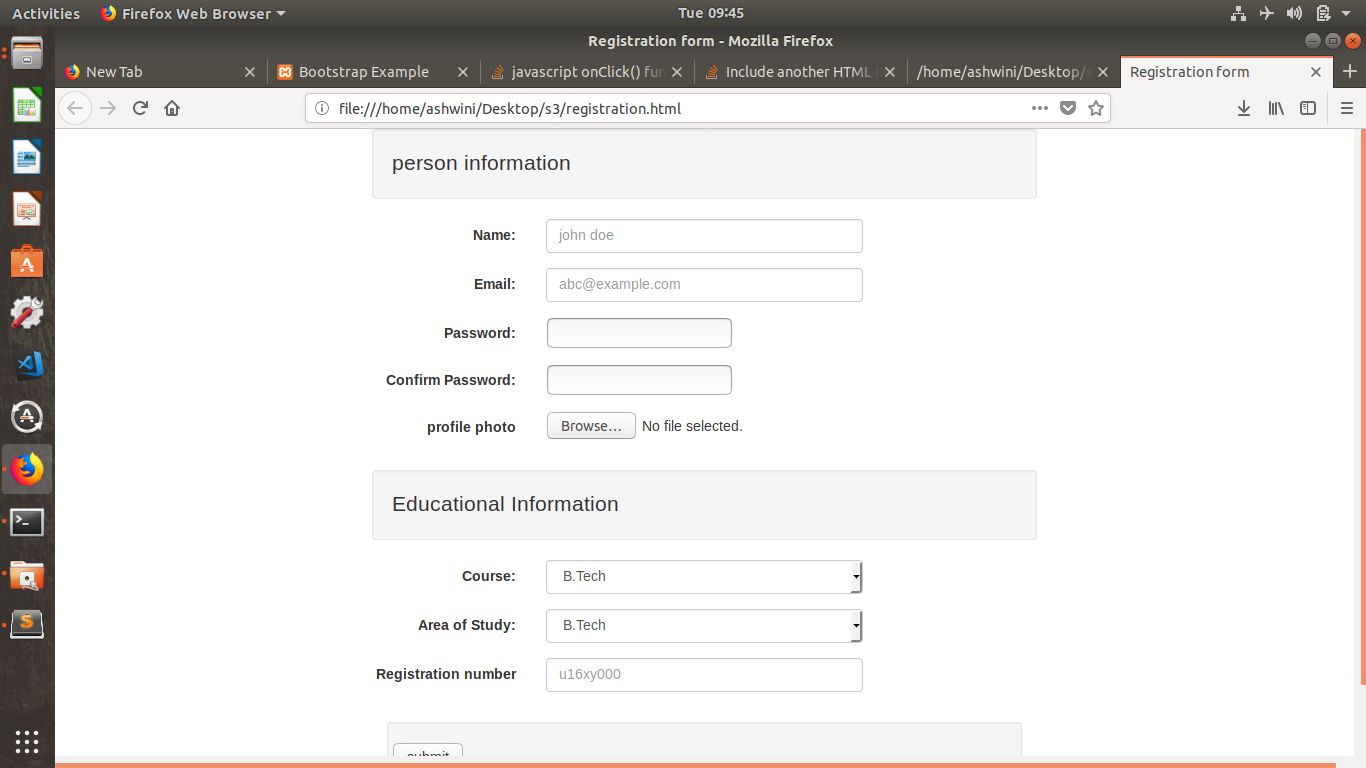 Activities Firefox Web Browser Tue 09:45
Registration form - Mozilla Firefox
New Tab Bootstrap Example javascript onClick() fun Include another HTML /home/ashwini/Desktop/s Registration form
file:///home/ashwini/Desktop/s3/registration.html
person information
Name: john doe
Email: abc@example.com
Password:
Confirm Password:
profile photo Browse... No file selected.
Educational Information
Course: B.Tech
Area of Study: B.Tech
Registration number u16xy000
submit